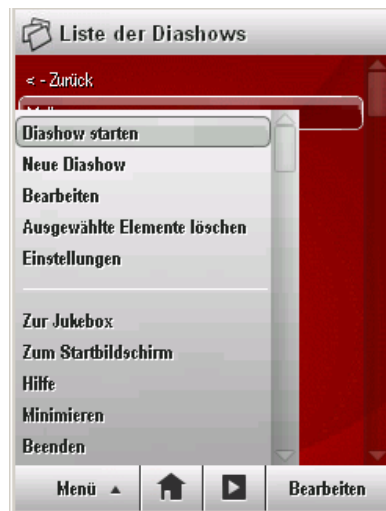 Liste der Diashows
< - Zurück
Diashow starten
Neue Diashow
Bearbeiten
Ausgewählte Elemente löschen
Einstellungen
Zur Jukebox
Zum Startbildschirm
Hilfe
Minimieren
Beenden
Menü
Bearbeiten